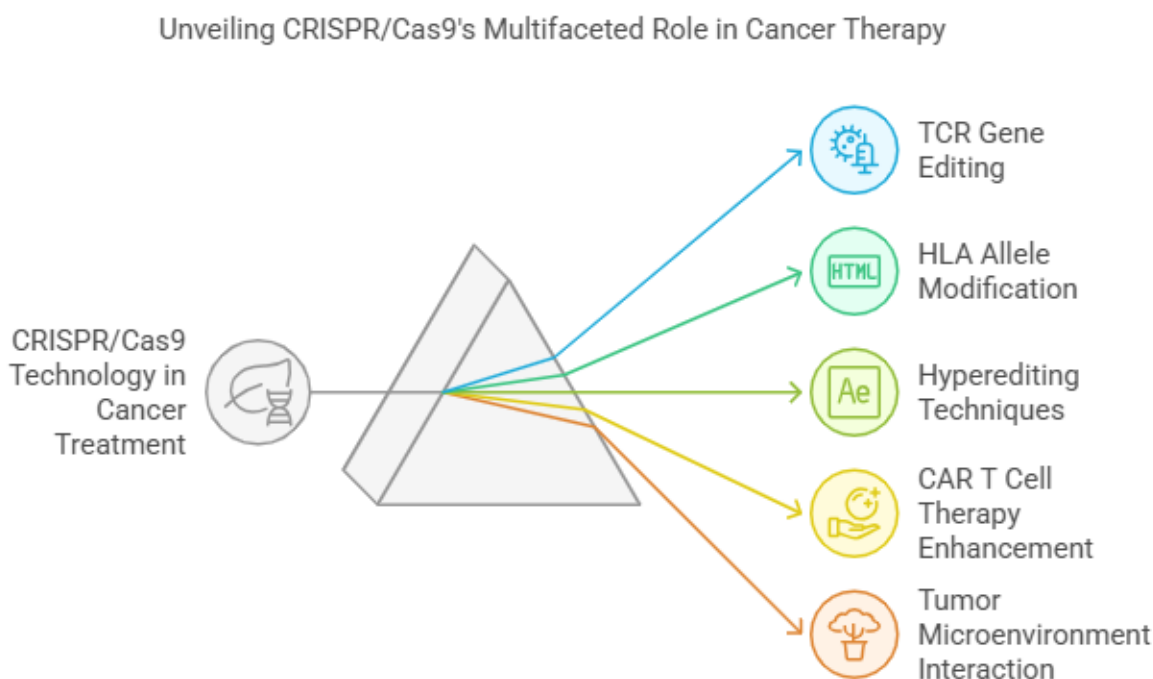 Unveiling CRISPR/Cas9's Multifaceted Role in Cancer Therapy
CRISPR/Cas9
Technology in
Cancer
Treatment
TCR Gene
Editing
HTML
HLA Allele
Modification
Ae
Hyperediting
Techniques
CAR T Cell
Therapy
Enhancement
Tumor
Microenvironment
Interaction